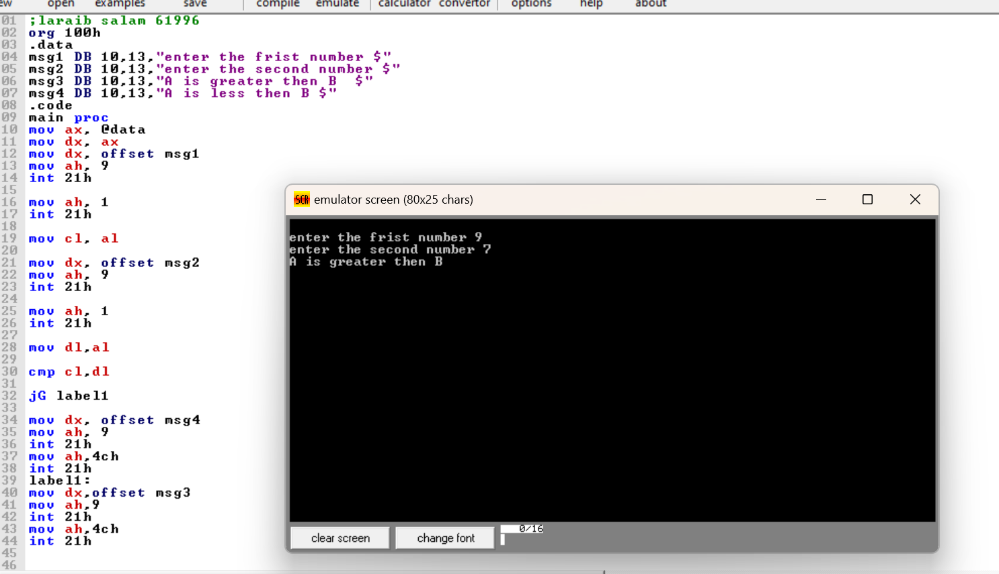 ew open examples save compile emulate calculator convertor options help about
01 ;laraib salam 61996
02 org 100h
03 .data
04 msg1 DB 10,13,"enter the frist number $"
05 msg2 DB 10,13,"enter the second number $"
06 msg3 DB 10,13,"A is greater then B  $"
07 msg4 DB 10,13,"A is less then B $"
08 .code
09 main proc
10 mov ax, @data
11 mov dx, ax
12 mov dx, offset msg1
13 mov ah, 9
14 int 21h
15
16 mov ah, 1
17 int 21h
18
19 mov cl, al
20
21 mov dx, offset msg2
22 mov ah, 9
23 int 21h
24
25 mov ah, 1
26 int 21h
27
28 mov dl,al
29
30 cmp cl,dl
31
32 jG label1
33
34 mov dx, offset msg4
35 mov ah, 9
36 int 21h
37 mov ah,4ch
38 int 21h
39 label1:
40 mov dx,offset msg3
41 mov ah,9
42 int 21h
43 mov ah,4ch
44 int 21h
45
46
SCR emulator screen (80x25 chars)
enter the frist number 9
enter the second number 7
A is greater then B
clear screen change font 0/16